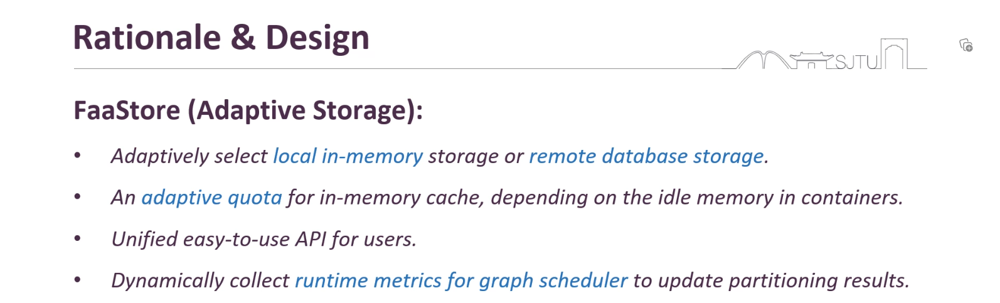 Rationale & Design
SJTU
FaaStore (Adaptive Storage):
• Adaptively select local in-memory storage or remote database storage.
• An adaptive quota for in-memory cache, depending on the idle memory in containers.
• Unified easy-to-use API for users.
• Dynamically collect runtime metrics for graph scheduler to update partitioning results.